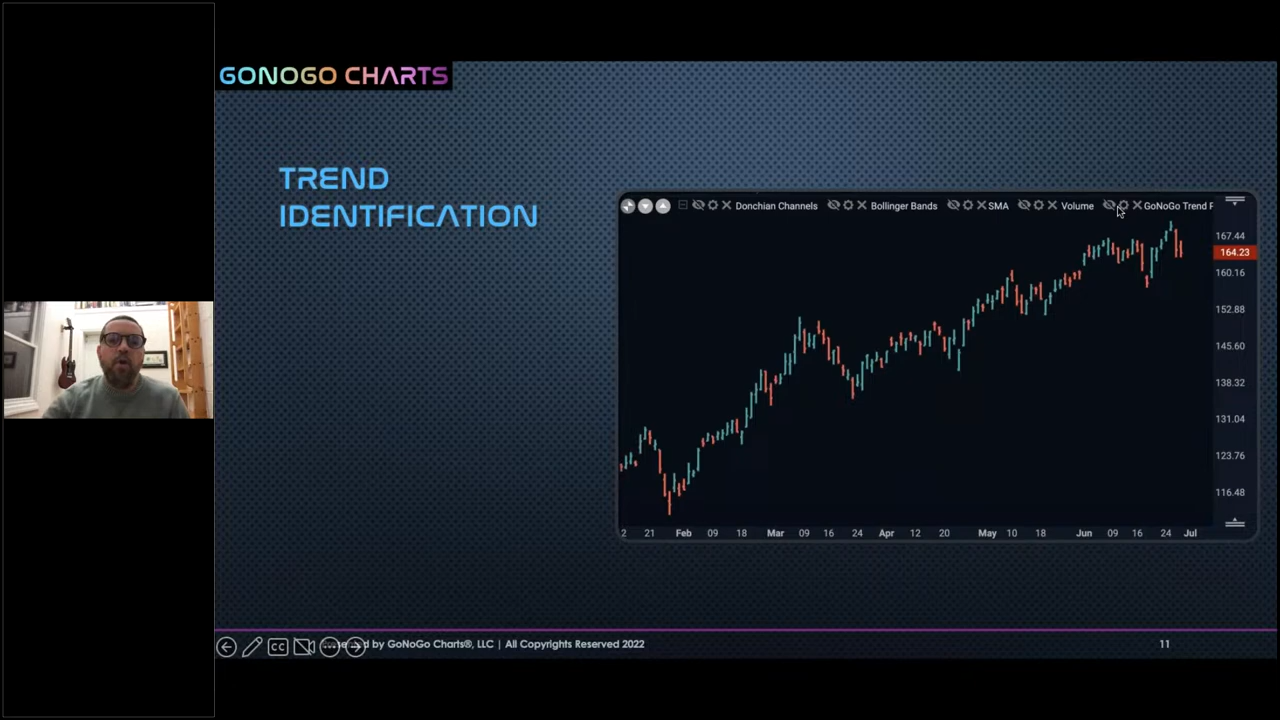 GONOGO CHARTS
TREND
IDENTIFICATION
Donchian Channels Bollinger Bands SMA Volume GoNoGo Trend
167.44
164.23
160.16
152.88
145.60
138.32
131.04
123.76
116.48
2 21 Feb 09 18 Mar 09 16 24 Apr 12 20 May 10 18 Jun 09 16 24 Jul
CC
by GoNoGo Charts®, LLC | All Copyrights Reserved 2022
11